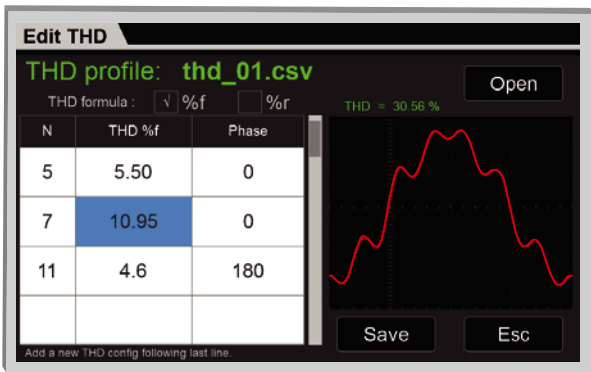 Edit THD
THD profile: thd_01.csv
Open
THD formula : √ %f %r
THD = 30.56 %
N THD %f Phase
5 5.50 0
7 10.95 0
11 4.6 180
Save Esc
Add a new THD config following last line.